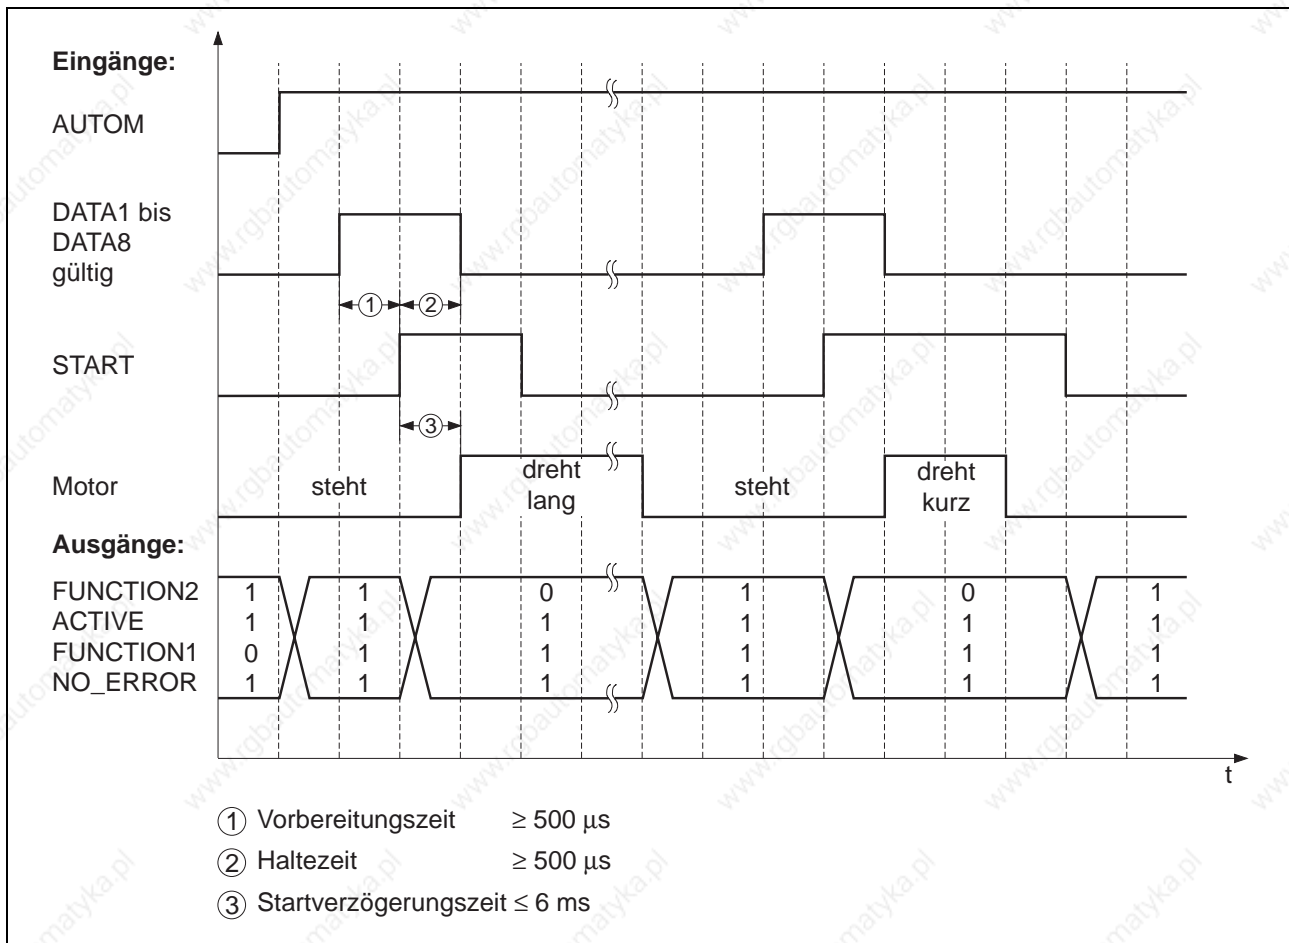 Eingänge:
AUTOM
DATA1 bis
DATA8
gültig
1 2
START
3
Motor steht dreht lang steht dreht kurz
Ausgänge:
FUNCTION2 1 1 0 1 0 1
ACTIVE 1 1 1 1 1 1
FUNCTION1 0 1 1 1 1 1
NO_ERROR 1 1 1 1 1 1
t
1 Vorbereitungszeit ≥ 500 µs
2 Haltezeit ≥ 500 µs
3 Startverzögerungszeit ≤ 6 ms
www.rgbautomatyka.pl